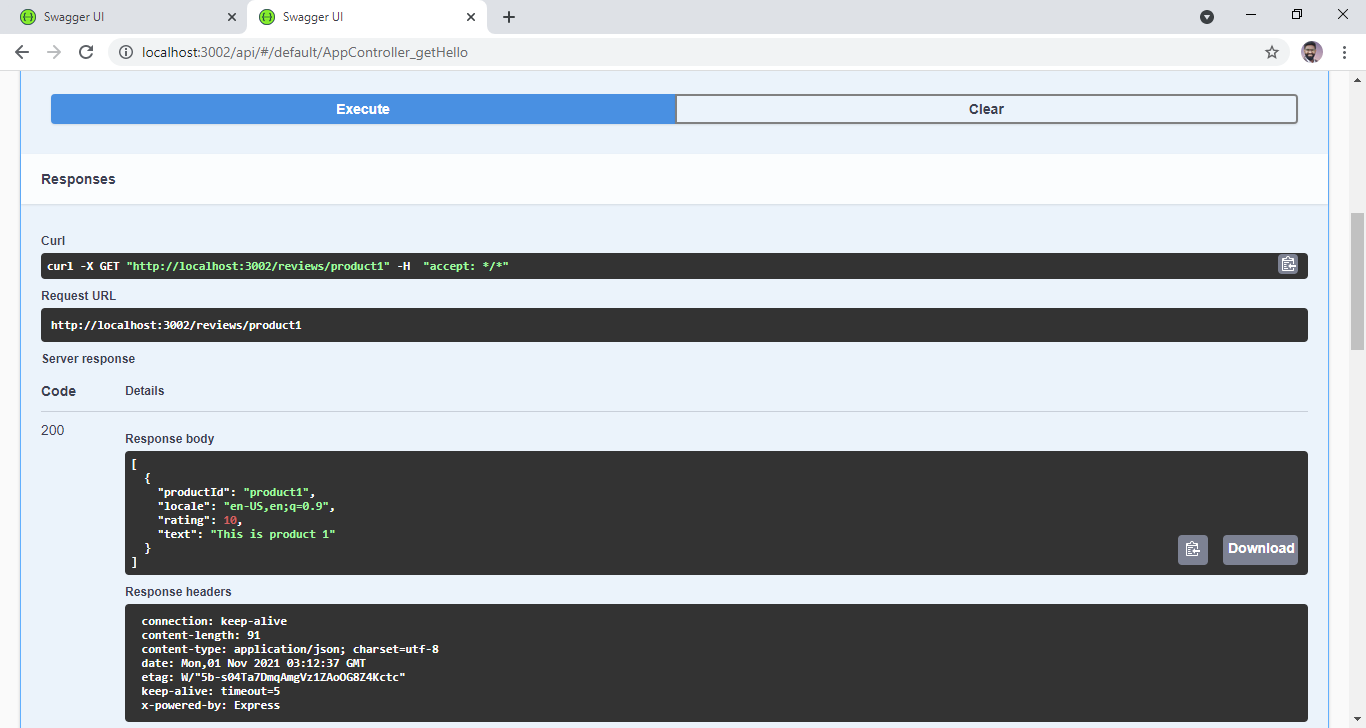 Swagger UI
Swagger UI
localhost:3002/api/#/default/AppController_getHello
Execute
Clear
Responses
Curl
curl -X GET "http://localhost:3002/reviews/product1" -H  "accept: */*"
Request URL
http://localhost:3002/reviews/product1
Server response
Code
Details
200
Response body
[
  {
    "productId": "product1",
    "locale": "en-US,en;q=0.9",
    "rating": 10,
    "text": "This is product 1"
  }
]
Download
Response headers
connection: keep-alive
content-length: 91
content-type: application/json; charset=utf-8
date: Mon,01 Nov 2021 03:12:37 GMT
etag: W/"5b-s04Ta7DmqAmgVz1ZAoOG8Z4Kctc"
keep-alive: timeout=5
x-powered-by: Express